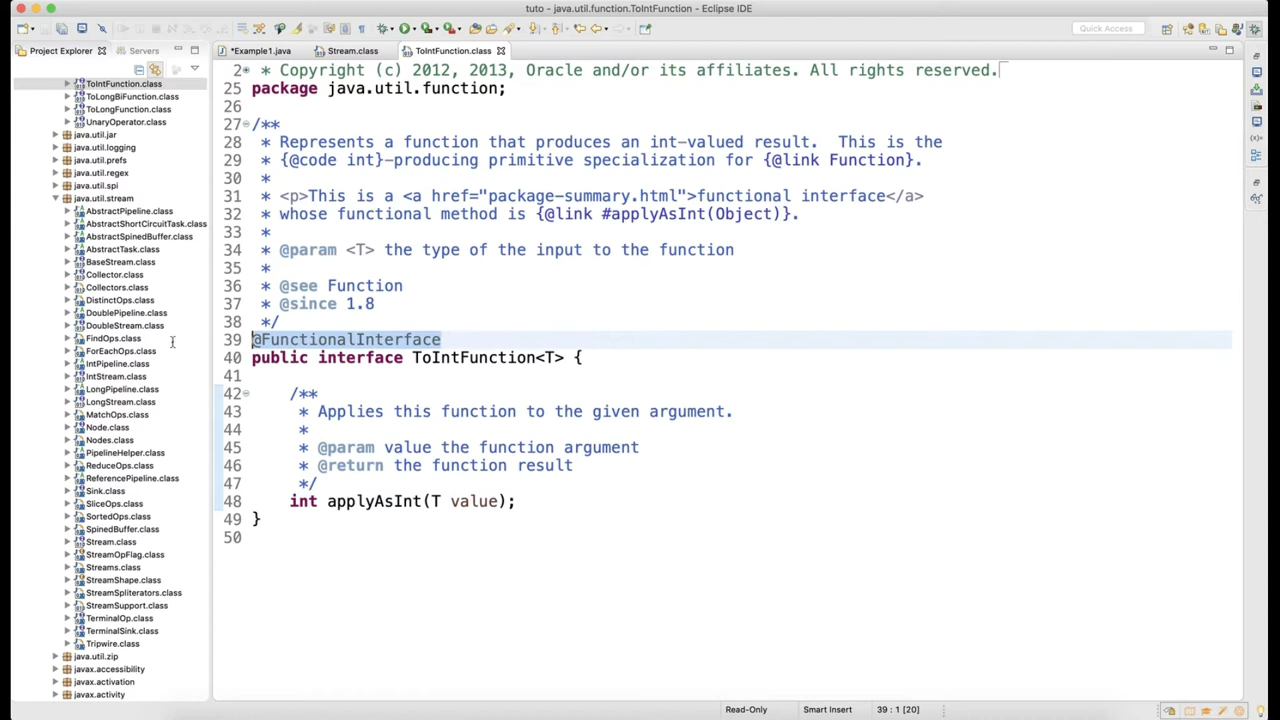 tuto - java.util.function.ToIntFunction - Eclipse IDE
Quick Access
Project Explorer
Servers
*Example1.java
Stream.class
ToIntFunction.class
ToIntFunction.class
ToLongBiFunction.class
ToLongFunction.class
UnaryOperator.class
java.util.jar
java.util.logging
java.util.prefs
java.util.regex
java.util.spi
java.util.stream
AbstractPipeline.class
AbstractShortCircuitTask.class
AbstractSpinedBuffer.class
AbstractTask.class
BaseStream.class
Collector.class
Collectors.class
DistinctOps.class
DoublePipeline.class
DoubleStream.class
FindOps.class
ForEachOps.class
IntPipeline.class
IntStream.class
LongPipeline.class
LongStream.class
MatchOps.class
Node.class
Nodes.class
PipelineHelper.class
ReduceOps.class
ReferencePipeline.class
Sink.class
SliceOps.class
SortedOps.class
SpinedBuffer.class
Stream.class
StreamOpFlag.class
Streams.class
StreamShape.class
StreamSpliterators.class
StreamSupport.class
TerminalOp.class
TerminalSink.class
Tripwire.class
java.util.zip
javax.accessibility
javax.activation
javax.activity
2 * Copyright (c) 2012, 2013, Oracle and/or its affiliates. All rights reserved.
25 package java.util.function;
26
27 /**
28 * Represents a function that produces an int-valued result.  This is the
29 * {@code int}-producing primitive specialization for {@link Function}.
30 *
31 * <p>This is a <a href="package-summary.html">functional interface</a>
32 * whose functional method is {@link #applyAsInt(Object)}.
33 *
34 * @param <T> the type of the input to the function
35 *
36 * @see Function
37 * @since 1.8
38 */
39 @FunctionalInterface
40 public interface ToIntFunction<T> {
41
42 /**
43 * Applies this function to the given argument.
44 *
45 * @param value the function argument
46 * @return the function result
47 */
48 int applyAsInt(T value);
49 }
50
Read-Only
Smart Insert
39 : 1 [20]